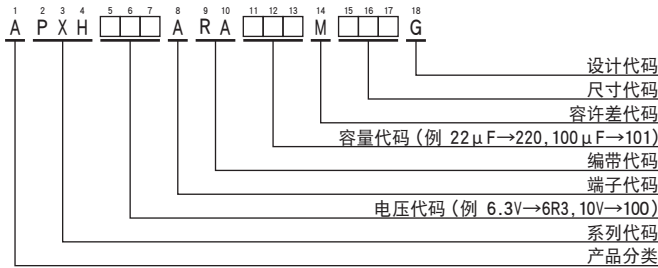 1 2 3 4 5 6 7 8 9 10 11 12 13 14 15 16 17 18
A P X H □□□ A R A □□□ M □□□ G
设计代码
尺寸代码
容许差代码
容量代码(例 22μF→220,100μF→101)
编带代码
端子代码
电压代码(例 6.3V→6R3,10V→100)
系列代码
产品分类